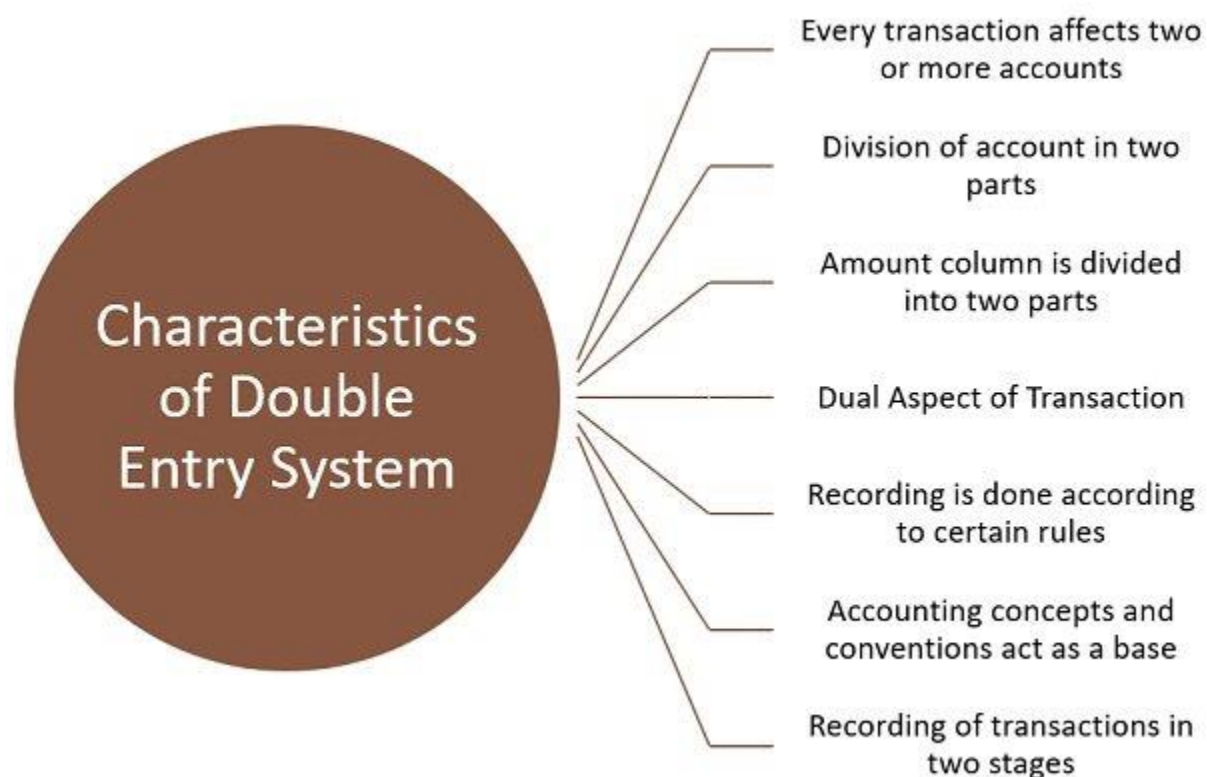 Characteristics
of Double
Entry System
Every transaction affects two
or more accounts
Division of account in two
parts
Amount column is divided
into two parts
Dual Aspect of Transaction
Recording is done according
to certain rules
Accounting concepts and
conventions act as a base
Recording of transactions in
two stages